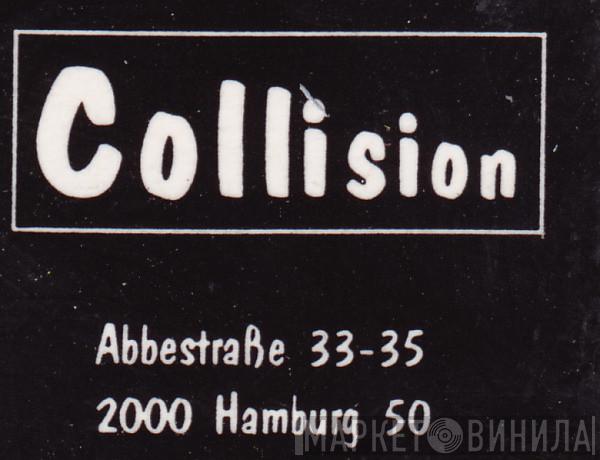 Collision
Abbestraße 33-35
2000 Hamburg 50
МАРКЕТ ВИНИЛА